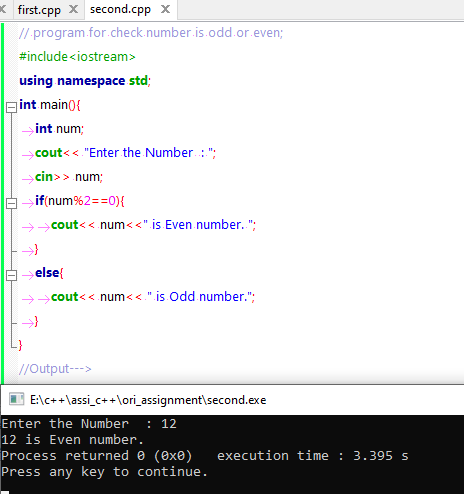 first.cpp second.cpp
// program for check number is odd or even;
#include<iostream>
using namespace std;
int main(){
int num;
cout<< "Enter the Number  : ";
cin>> num;
if(num%2==0){
cout<< num<<" is Even number. ";
}
else{
cout<< num<< " is Odd number.";
}
}
//Output--->
E:\c++\assi_c++\ori_assignment\second.exe
Enter the Number  : 12
12 is Even number.
Process returned 0 (0x0)   execution time : 3.395 s
Press any key to continue.